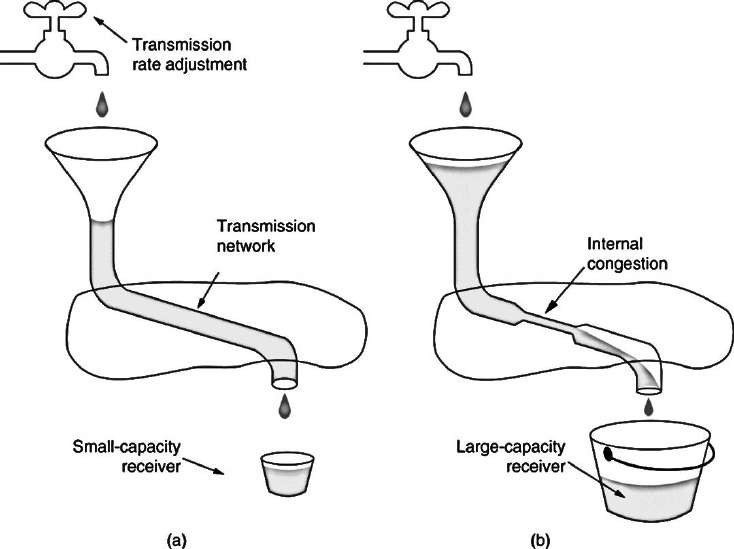 Transmission
rate adjustment
Transmission
network
Internal
congestion
Small-capacity
receiver
Large-capacity
receiver
(a)
(b)